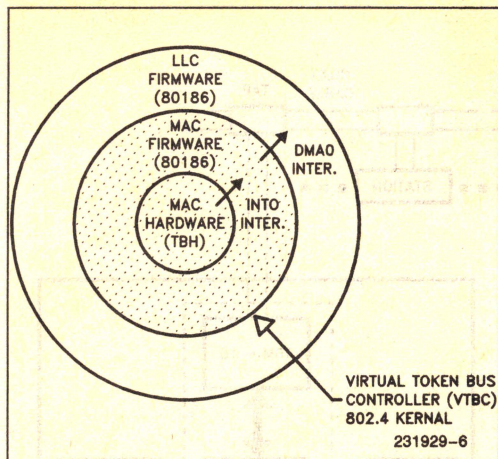 LLC
FIRMWARE
(80186)
MAC
FIRMWARE
(80186)
DMA0
INTER.
MAC
HARDWARE
(TBH)
INTO
INTER.
STATION
VIRTUAL TOKEN BUS
CONTROLLER (VTBC)
802.4 KERNAL
231929–6